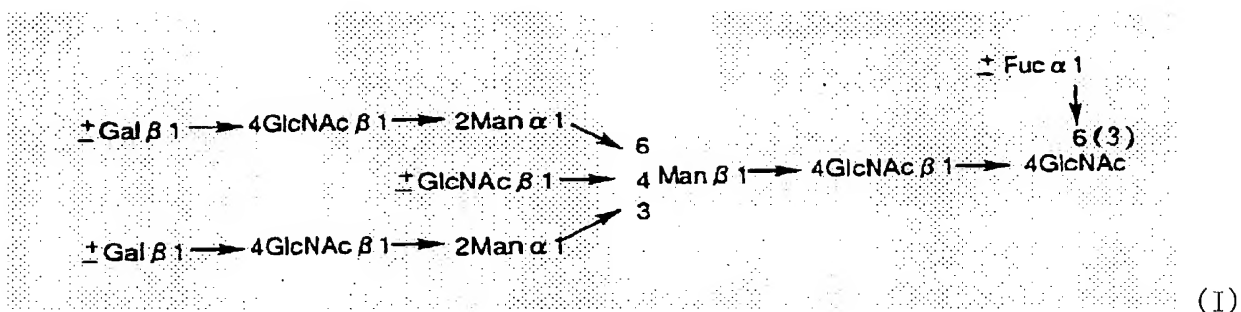 ± Fuc α 1
± Gal β 1 → 4GlcNAc β 1 → 2Man α 1
6
6 (3)
± GlcNAc β 1 → 4 Man β 1 → 4GlcNAc β 1 → 4GlcNAc
3
± Gal β 1 → 4GlcNAc β 1 → 2Man α 1
(I)